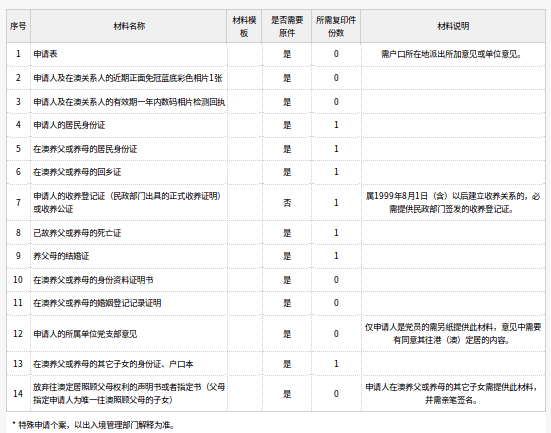 序号 材料名称 材料模板 是否需要原件 所需复印件份数 材料说明
1 申请表 是 0 需户口所在地派出所加意见或单位意见。
2 申请人及在澳关系人的近期正面免冠蓝底彩色相片1张 是 0
3 申请人及在澳关系人的有效期一年内数码相片检测回执 是 0
4 申请人的居民身份证 是 1
5 在澳养父或养母的居民身份证 是 1
6 在澳养父或养母的回乡证 是 1
7 申请人的收养登记证（民政部门出具的正式收养证明）或收养公证 否 1 属1999年8月1日（含）以后建立收养关系的，必需提供民政部门签发的收养登记证。
8 已故养父或养母的死亡证 是 1
9 养父母的结婚证 是 1
10 在澳养父或养母的身份资料证明书 是 0
11 在澳养父或养母的婚姻登记记录证明 是 0
12 申请人的所属单位党支部意见 是 0 仅申请人是党员的需另纸提供此材料，意见中需要有同意其往港（澳）定居的内容。
13 在澳养父或养母的其它子女的身份证、户口本 是 1
14 放弃往澳定居照顾父母权利的声明书或者指定书（父母指定申请人为唯一往澳照顾父母的子女） 是 0 申请人在澳养父或养母的其它子女需提供此材料，并需亲笔签名。
* 特殊申请个案，以出入境管理部门解释为准。